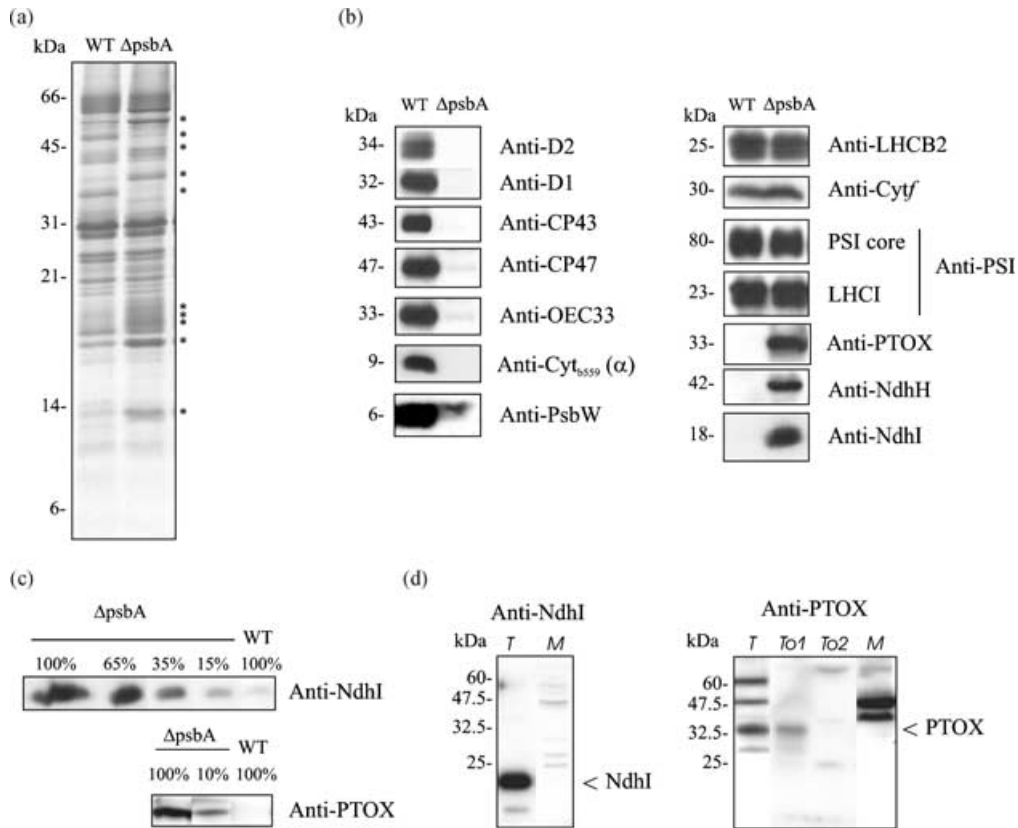 (a)
kDa WT ΔpsbA
66-
45-
31-
21-
14-
6-
*
*
*
*
*
*
*
*
*
*
(b)
kDa WT ΔpsbA
34- Anti-D2
32- Anti-D1
43- Anti-CP43
47- Anti-CP47
33- Anti-OEC33
9- Anti-Cytb559 (α)
6- Anti-PsbW
kDa WT ΔpsbA
25- Anti-LHCB2
30- Anti-Cytf
80- PSI core
Anti-PSI
23- LHCI
33- Anti-PTOX
42- Anti-NdhH
18- Anti-NdhI
(c)
ΔpsbA WT
100% 65% 35% 15% 100%
Anti-NdhI
ΔpsbA WT
100% 10% 100%
Anti-PTOX
(d)
Anti-NdhI
kDa T M
60-
47.5-
32.5-
25-
< NdhI
Anti-PTOX
kDa T To1 To2 M
60-
47.5-
32.5- < PTOX
25-